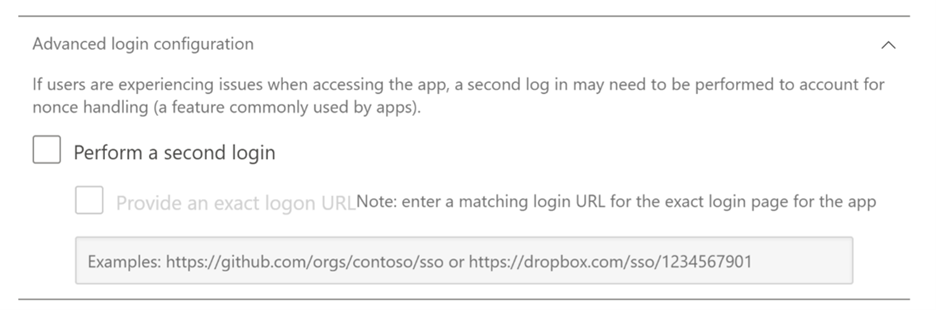 Advanced login configuration
If users are experiencing issues when accessing the app, a second log in may need to be performed to account for
nonce handling (a feature commonly used by apps).
Perform a second login
Provide an exact logon URLNote: enter a matching login URL for the exact login page for the app
Examples: https://github.com/orgs/contoso/sso or https://dropbox.com/sso/1234567901